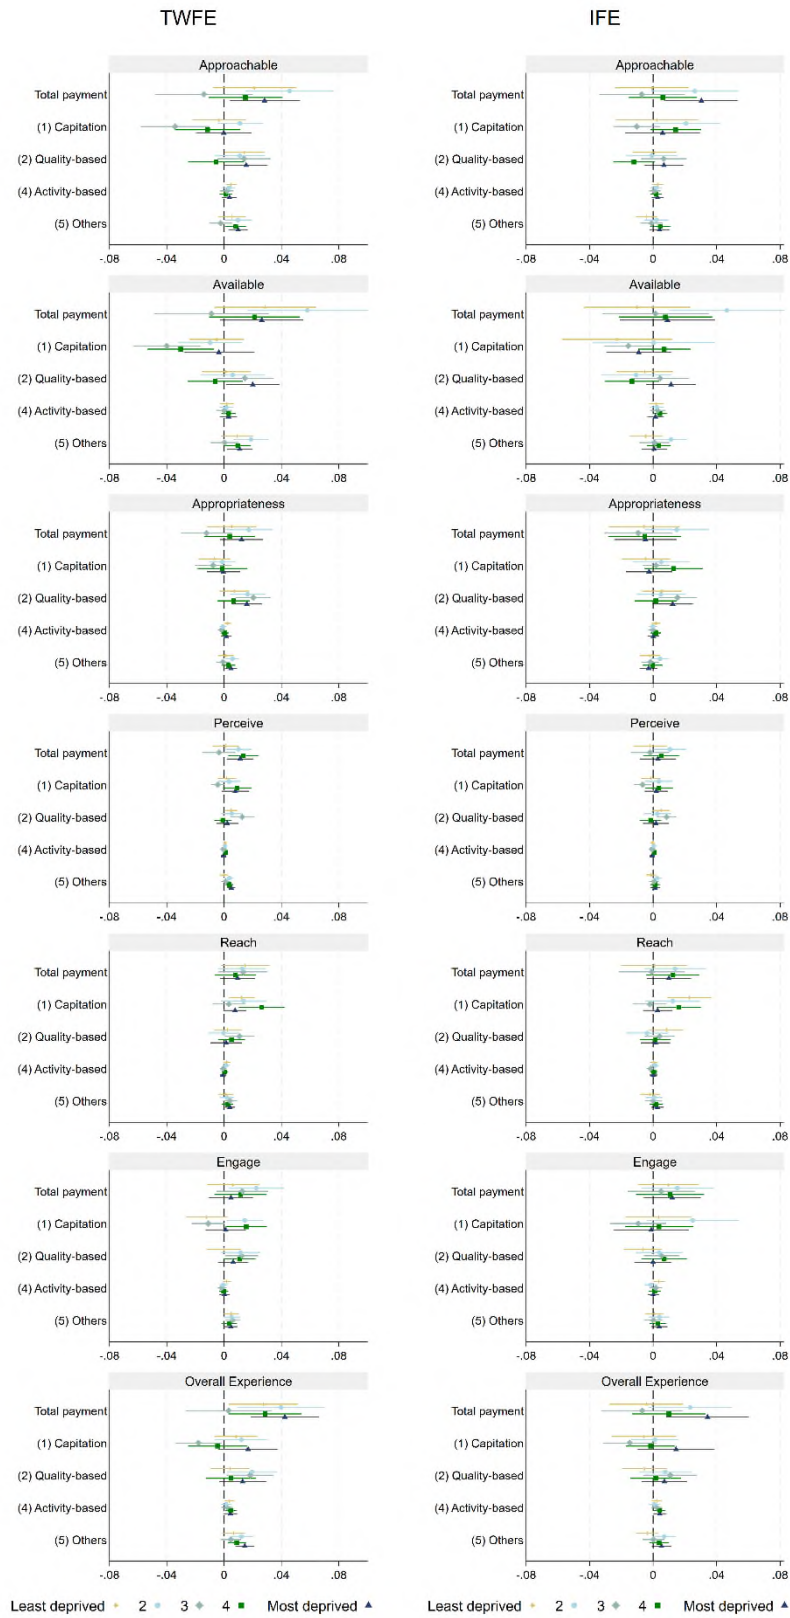 TWFE IFE
Approachable Approachable
Total payment Total payment
(1) Capitation (1) Capitation
(2) Quality-based (2) Quality-based
(4) Activity-based (4) Activity-based
(5) Others (5) Others
-.08 -.04 0 .04 .08 -.08 -.04 0 .04 .08
Available Available
Total payment Total payment
(1) Capitation (1) Capitation
(2) Quality-based (2) Quality-based
(4) Activity-based (4) Activity-based
(5) Others (5) Others
-.08 -.04 0 .04 .08 -.08 -.04 0 .04 .08
Appropriateness Appropriateness
Total payment Total payment
(1) Capitation (1) Capitation
(2) Quality-based (2) Quality-based
(4) Activity-based (4) Activity-based
(5) Others (5) Others
-.08 -.04 0 .04 .08 -.08 -.04 0 .04 .08
Perceive Perceive
Total payment Total payment
(1) Capitation (1) Capitation
(2) Quality-based (2) Quality-based
(4) Activity-based (4) Activity-based
(5) Others (5) Others
-.08 -.04 0 .04 .08 -.08 -.04 0 .04 .08
Reach Reach
Total payment Total payment
(1) Capitation (1) Capitation
(2) Quality-based (2) Quality-based
(4) Activity-based (4) Activity-based
(5) Others (5) Others
-.08 -.04 0 .04 .08 -.08 -.04 0 .04 .08
Engage Engage
Total payment Total payment
(1) Capitation (1) Capitation
(2) Quality-based (2) Quality-based
(4) Activity-based (4) Activity-based
(5) Others (5) Others
-.08 -.04 0 .04 .08 -.08 -.04 0 .04 .08
Overall Experience Overall Experience
Total payment Total payment
(1) Capitation (1) Capitation
(2) Quality-based (2) Quality-based
(4) Activity-based (4) Activity-based
(5) Others (5) Others
-.08 -.04 0 .04 .08 -.08 -.04 0 .04 .08
Least deprived 2 3 4 Most deprived Least deprived 2 3 4 Most deprived